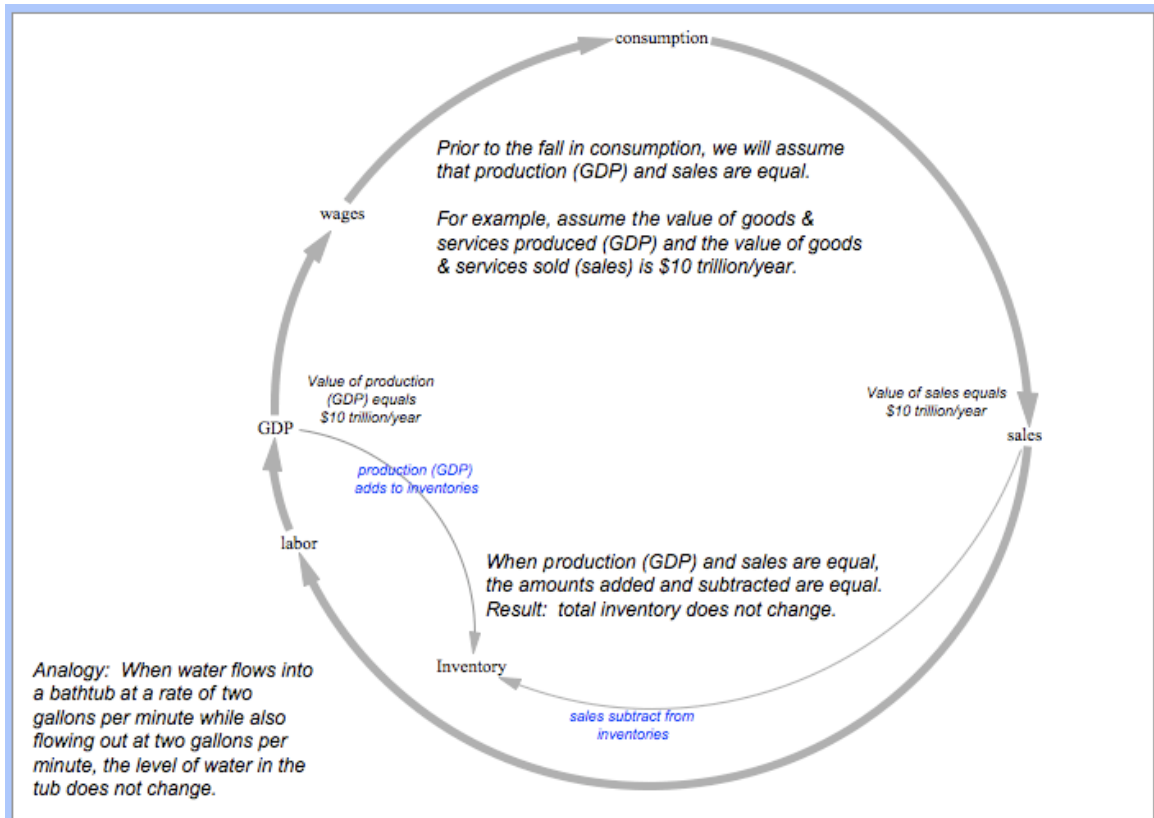 consumption
Prior to the fall in consumption, we will assume
that production (GDP) and sales are equal.
For example, assume the value of goods &
services produced (GDP) and the value of goods
& services sold (sales) is $10 trillion/year.
wages
Value of production
(GDP) equals
$10 trillion/year
Value of sales equals
$10 trillion/year
GDP
sales
production (GDP)
adds to inventories
labor
When production (GDP) and sales are equal,
the amounts added and subtracted are equal.
Result:  total inventory does not change.
Inventory
Analogy:  When water flows into
a bathtub at a rate of two
gallons per minute while also
flowing out at two gallons per
minute, the level of water in the
tub does not change.
sales subtract from
inventories